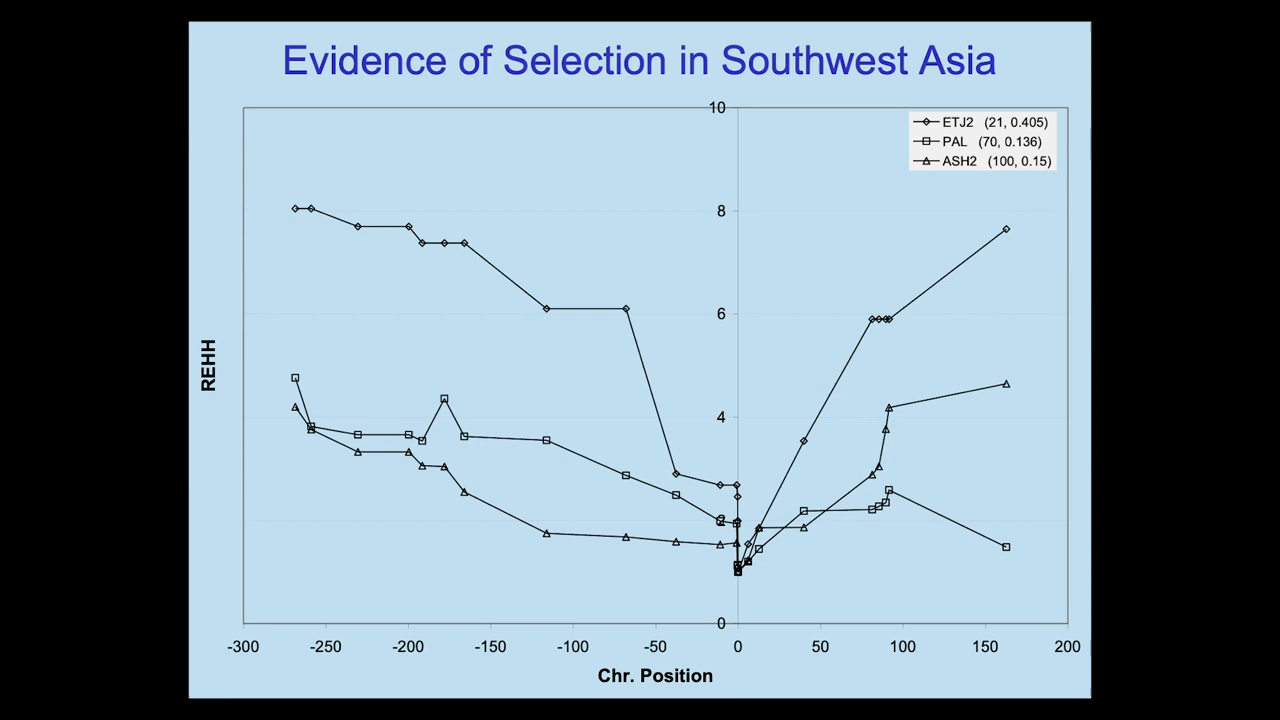 Evidence of Selection in Southwest Asia
10
ETJ2 (21, 0.405)
PAL (70, 0.136)
ASH2 (100, 0.15)
8
6
REHH
4
2
0
-300 -250 -200 -150 -100 -50 0 50 100 150 200
Chr. Position